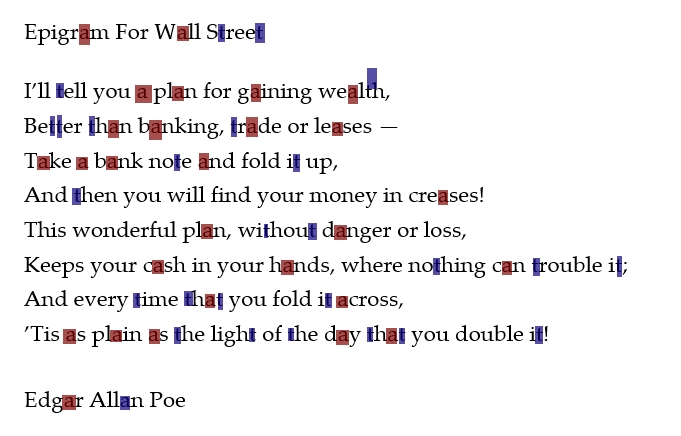 Epigram For Wall Street
I’ll tell you a plan for gaining wealth,
Better than banking, trade or leases —
Take a bank note and fold it up,
And then you will find your money in creases!
This wonderful plan, without danger or loss,
Keeps your cash in your hands, where nothing can trouble it;
And every time that you fold it across,
’Tis as plain as the light of the day that you double it!
Edgar Allan Poe